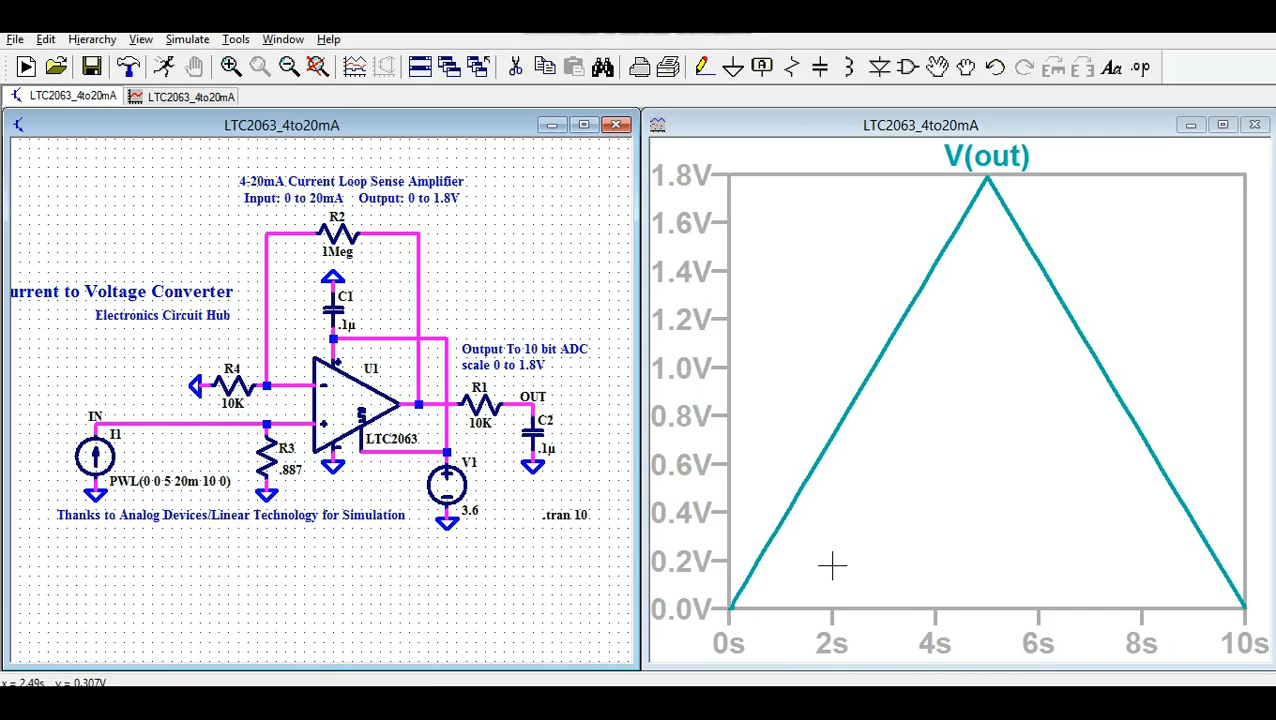 File Edit Hierarchy View Simulate Tools Window Help
Aa .op
LTC2063_4to20mA LTC2063_4to20mA
LTC2063_4to20mA
4-20mA Current Loop Sense Amplifier
Input: 0 to 20mA Output: 0 to 1.8V
R2
1Meg
C1
.1µ
urrent to Voltage Converter
Electronics Circuit Hub
Output To 10 bit ADC
scale 0 to 1.8V
R4
10K
U1
R1
10K
OUT
C2
.1µ
IN
I1
PWL(0 0 5 20m 10 0)
R3
.887
LTC2063
V1
3.6
Thanks to Analog Devices/Linear Technology for Simulation
.tran 10
LTC2063_4to20mA
V(out)
1.8V
1.6V
1.4V
1.2V
1.0V
0.8V
0.6V
0.4V
0.2V
0.0V
0s 2s 4s 6s 8s 10s
x = 2.49s y = 0.307V